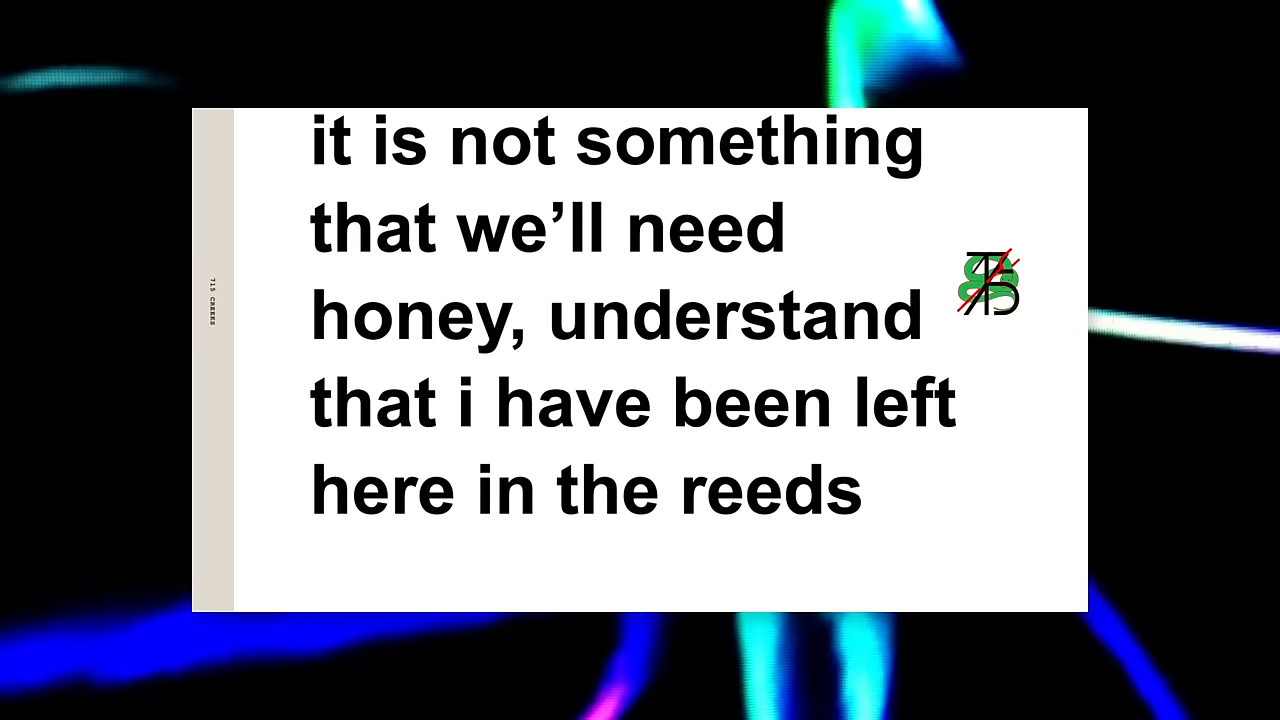 it is not something
that we’ll need
honey, understand
that i have been left
here in the reeds
715 CREEKS